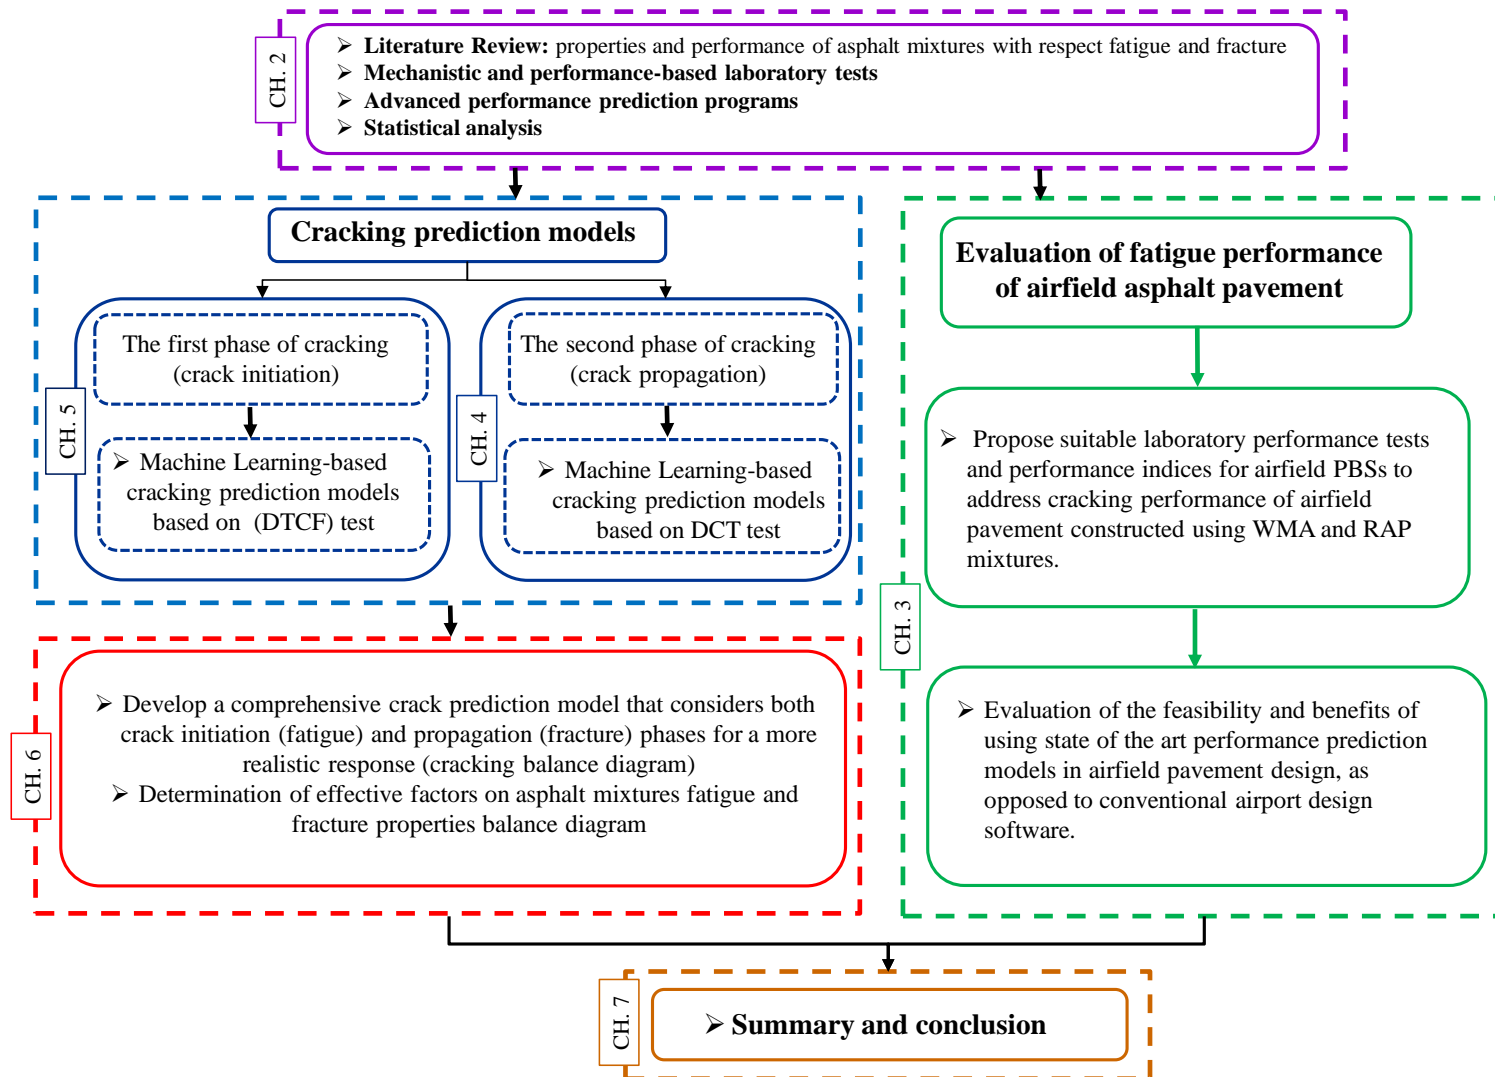 CH. 2
➢ Literature Review: properties and performance of asphalt mixtures with respect fatigue and fracture
➢ Mechanistic and performance-based laboratory tests
➢ Advanced performance prediction programs
➢ Statistical analysis
Cracking prediction models
CH. 5
The first phase of cracking
(crack initiation)
➢ Machine Learning-based
cracking prediction models
based on (DTCF) test
CH. 4
The second phase of cracking
(crack propagation)
➢ Machine Learning-based
cracking prediction models
based on DCT test
CH. 6
➢ Develop a comprehensive crack prediction model that considers both
crack initiation (fatigue) and propagation (fracture) phases for a more
realistic response (cracking balance diagram)
➢ Determination of effective factors on asphalt mixtures fatigue and
fracture properties balance diagram
CH. 3
Evaluation of fatigue performance
of airfield asphalt pavement
➢ Propose suitable laboratory performance tests
and performance indices for airfield PBSs to
address cracking performance of airfield
pavement constructed using WMA and RAP
mixtures.
➢ Evaluation of the feasibility and benefits of
using state of the art performance prediction
models in airfield pavement design, as
opposed to conventional airport design
software.
CH. 7
➢ Summary and conclusion